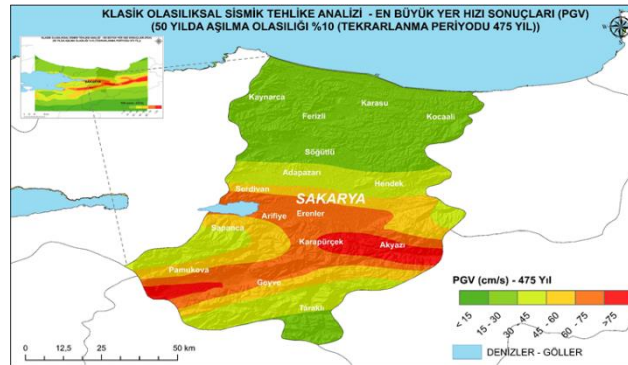 KLASİK OLASILIKSAL SİSMİK TEHLİKE ANALİZİ - EN BÜYÜK YER HIZI SONUÇLARI (PGV)
(50 YILDA AŞILMA OLASILIĞI %10 (TEKRARLANMA PERİYODU 475 YIL))
Kaynarca
Karasu
Ferizli
Kocaali
Söğütlü
Adapazarı
Hendek
Serdivan
SAKARYA
Arifiye
Erenler
Sapanca
Karapürçek
Akyazı
Pamukova
Geyve
Taraklı
PGV (cm/s) - 475 Yıl
< 15
15 - 30
30 - 45
45 - 60
60 - 75
>75
DENİZLER - GÖLLER
0
12,5
25
50 km